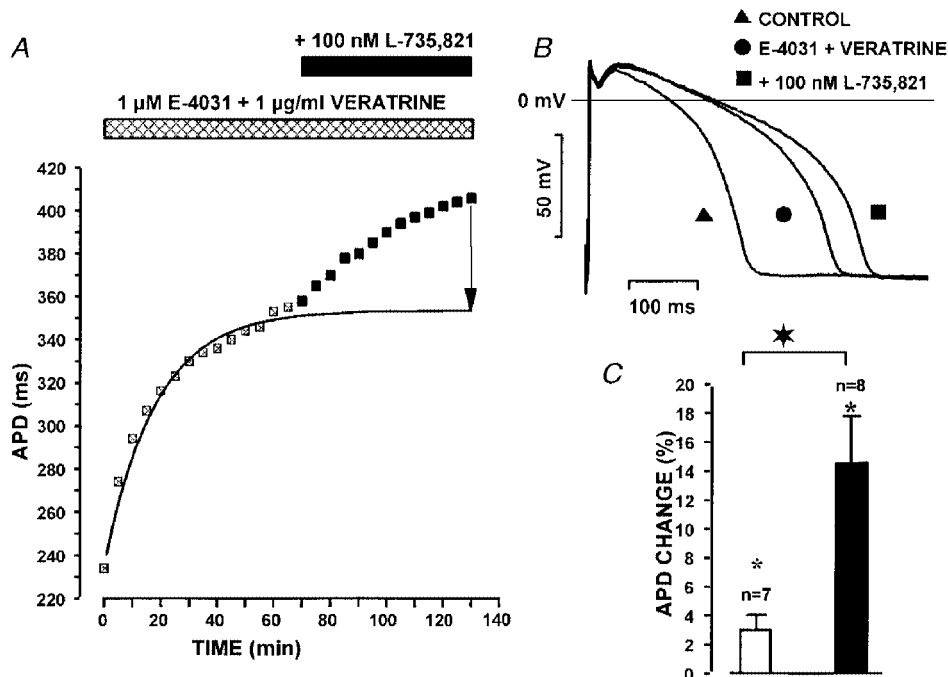 A
+ 100 nM L-735,821
1 µM E-4031 + 1 µg/ml VERATRINE
420
400
380
360
340
320
300
280
260
240
220
APD (ms)
0 20 40 60 80 100 120 140
TIME (min)
B
▲ CONTROL
● E-4031 + VERATRINE
■ + 100 nM L-735,821
0 mV
50 mV
100 ms
C
★
20
18
16
14
12
10
8
6
4
2
0
APD CHANGE (%)
*
n=7
n=8
*